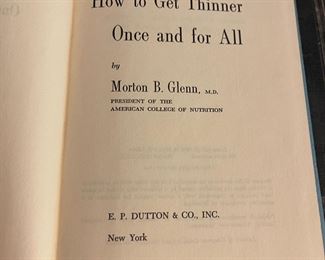 How to Get Thinner
Once and for All
by
Morton B. Glenn, M.D.
PRESIDENT OF THE
AMERICAN COLLEGE OF NUTRITION
E. P. DUTTON & CO., INC.
New York